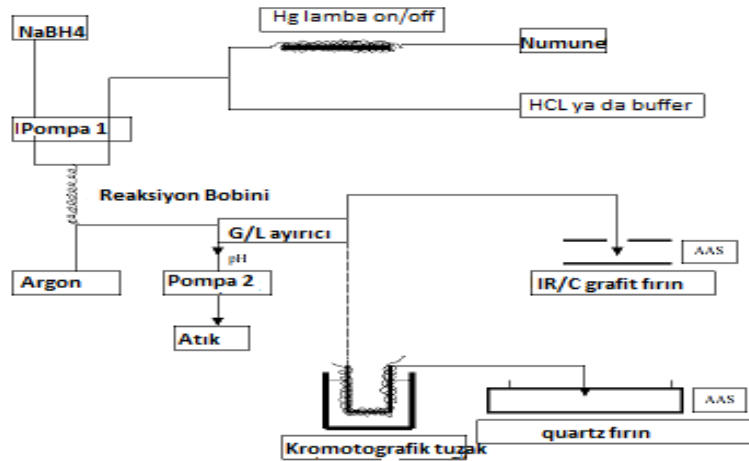 Hg lamba on/off
NaBH4
Numune
HCL ya da buffer
IPompa 1
Reaksiyon Bobini
G/L ayırıcı
pH
AAS
Argon
Pompa 2
IR/C grafit fırın
Atık
AAS
quartz fırın
Kromotografik tuzak